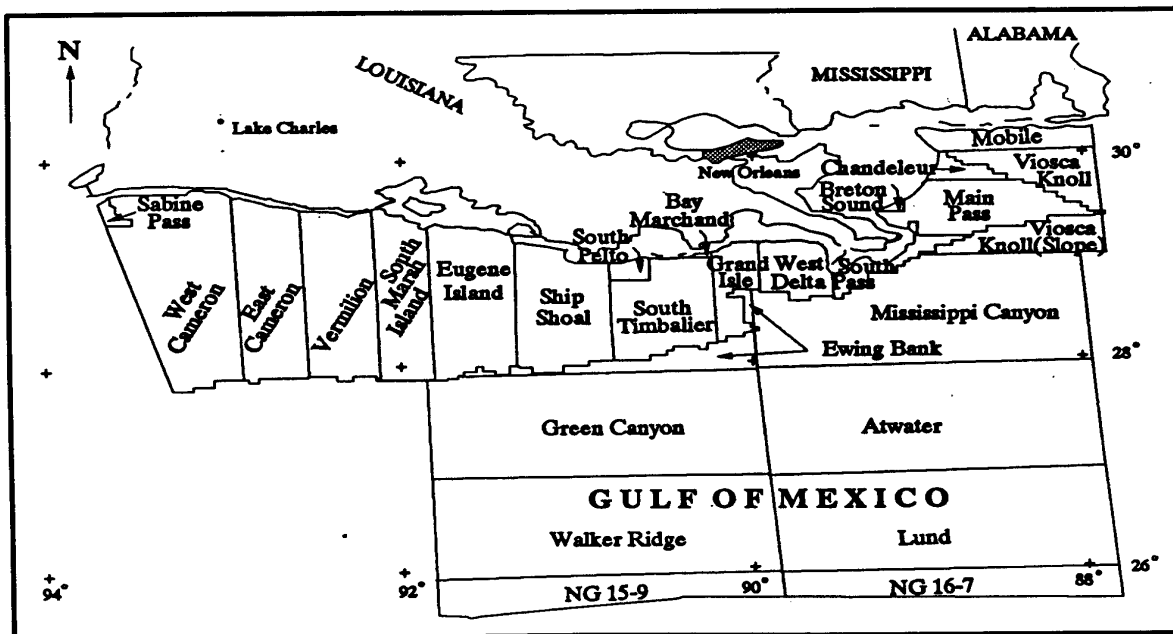 ALABAMA
N
LOUISIANA
MISSISSIPPI
Lake Charles
Mobile
30°
New Orleans
Chandeleur
Viosca
Knoll
Breton
Sound
Main
Pass
Sabine
Pass
Bay
Marchand
Viosca
Knoll(Slope)
South
Pelto
West
Cameron
East
Cameron
Vermilion
South
Marsh
Island
Eugene
Island
Ship
Shoal
South
Timbalier
Grand
Isle
West
Delta
South
Pass
Mississippi Canyon
Ewing Bank
28°
Green Canyon
Atwater
GULF OF MEXICO
Walker Ridge
Lund
94°
92°
90°
88°
26°
NG 15-9
NG 16-7